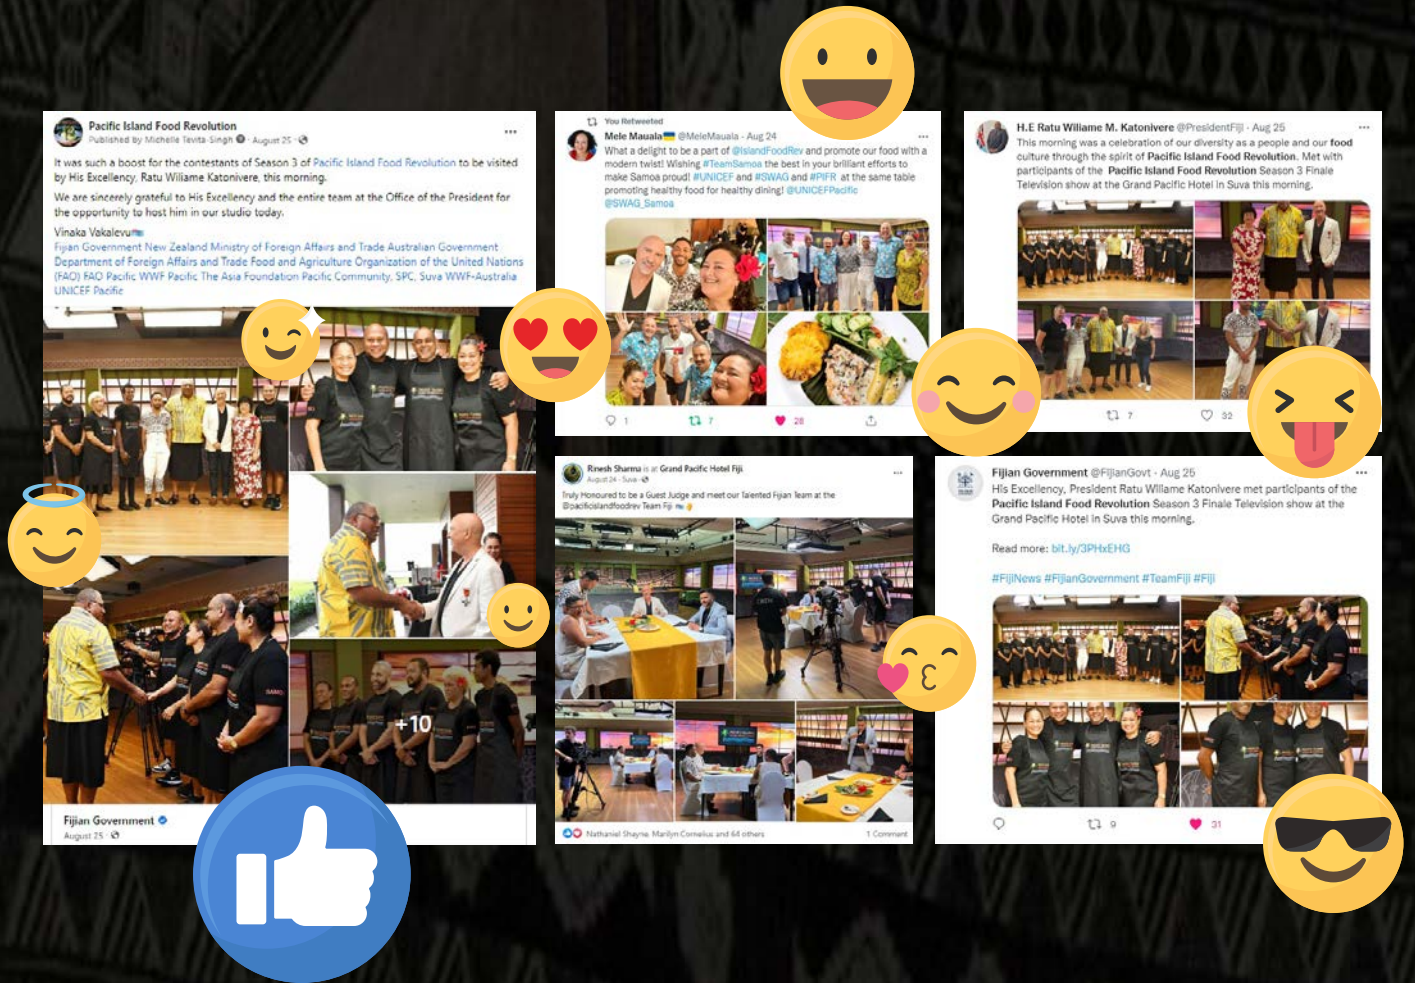 Pacific Island Food Revolution
Published by Michelle Tevita-Singh · August 25 ·
It was such a boost for the contestants of Season 3 of Pacific Island Food Revolution to be visited
by His Excellency, Ratu Wiliame Katonivere, this morning.
We are sincerely grateful to His Excellency and the entire team at the Office of the President for
the opportunity to host him in our studio today.
Vinaka Vakalevu
Fijian Government New Zealand Ministry of Foreign Affairs and Trade Australian Government
Department of Foreign Affairs and Trade Food and Agriculture Organization of the United Nations
(FAO) FAO Pacific WWF Pacific The Asia Foundation Pacific Community, SPC, Suva WWF-Australia
UNICEF Pacific
+10
Fijian Government
August 25 ·
You Retweeted
Mele Mauala @MeleMauala · Aug 24
What a delight to be a part of @IslandFoodRev and promote our food with a
modern twist! Wishing #TeamSamoa the best in your brilliant efforts to
make Samoa proud! #UNICEF and #SWAG and #PIFR at the same table
promoting healthy food for healthy dining! @UNICEFPacific
@SWAG_Samoa
1 7 28
H.E Ratu Wiliame M. Katonivere @PresidentFiji · Aug 25
This morning was a celebration of our diversity as a people and our food
culture through the spirit of Pacific Island Food Revolution. Met with
participants of the Pacific Island Food Revolution Season 3 Finale
Television show at the Grand Pacific Hotel in Suva this morning.
7 32
Rinesh Sharma is at Grand Pacific Hotel Fiji.
August 24 · Suva ·
Truly Honoured to be a Guest Judge and meet our Talented Fijian Team at the
@pacificislandfoodrev Team Fiji
Nathaniel Shayne, Marilyn Cornelius and 64 others 1 Comment
Fijian Government @FijianGovt · Aug 25
His Excellency, President Ratu Wiliame Katonivere met participants of the
Pacific Island Food Revolution Season 3 Finale Television show at the
Grand Pacific Hotel in Suva this morning.
Read more: bit.ly/3PHxEHG
#FijiNews #FijianGovernment #TeamFiji #Fiji
9 31